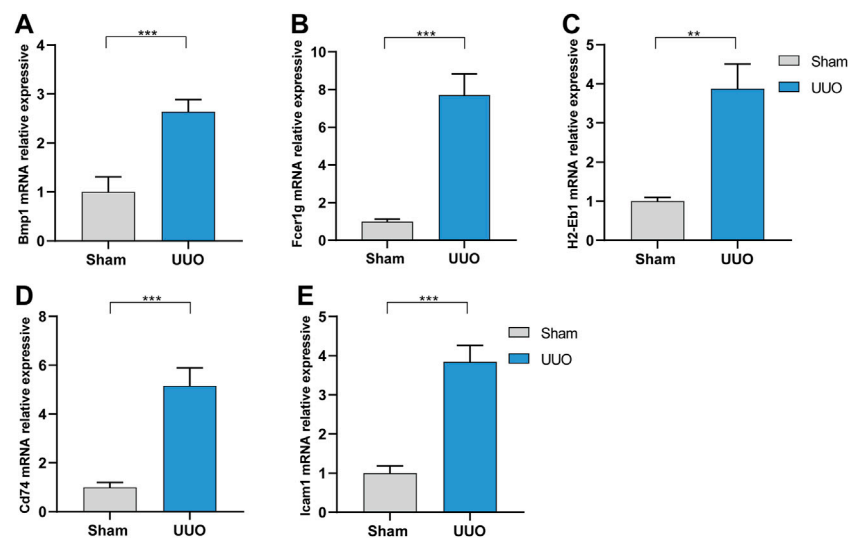 A
Bmp1 mRNA relative expressive
4
3
2
1
0
***
Sham UUO
B
Fcer1g mRNA relative expressive
10
8
6
4
2
0
***
Sham UUO
C
H2-Eb1 mRNA relative expressive
5
4
3
2
1
0
**
Sham UUO
Sham
UUO
D
Cd74 mRNA relative expressive
8
6
4
2
0
***
Sham UUO
E
Icam1 mRNA relative expressive
5
4
3
2
1
0
***
Sham UUO
Sham
UUO